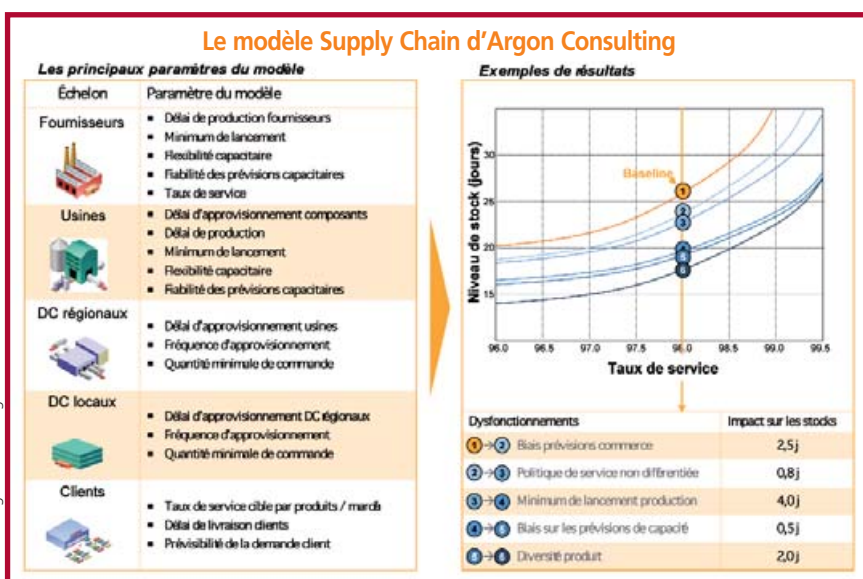 Le modèle Supply Chain d'Argon Consulting
Les principaux paramètres du modèle
Échelon Paramètre du modèle
Fournisseurs
Délai de production fournisseurs
Minimum de lancement
Flexibilité capacitaire
Fiabilité des prévisions capacitaires
Taux de service
Usines
Délai d'approvisionnement composants
Délai de production
Minimum de lancement
Flexibilité capacitaire
Fiabilité des prévisions capacitaires
DC régionaux
Délai d'approvisionnement usines
Fréquence d'approvisionnement
Quantité minimale de commande
DC locaux
Délai d'approvisionnement DC régionaux
Fréquence d'approvisionnement
Quantité minimale de commande
Clients
Taux de service cible par produits /
Délai de livraison clients
Prévisibilité de la demande client
Exemples de résultats
Niveau de stock (jours)
30
25
20
15
Baseline
1
2
3
4
5
6
96.0 96.5 97.0 97.5 98.0 98.5 99.0 99.5
Taux de service
Dysfonctionnements Impact sur les stocks
1→2 Biais prévisions commerce 2,5 j
2→3 Politique de service non différentiée 0,8 j
3→4 Minimum de lancement production 4,0 j
4→5 Biais sur les prévisions de capacité 0,5 j
5→6 Diversité produit 2,0 j